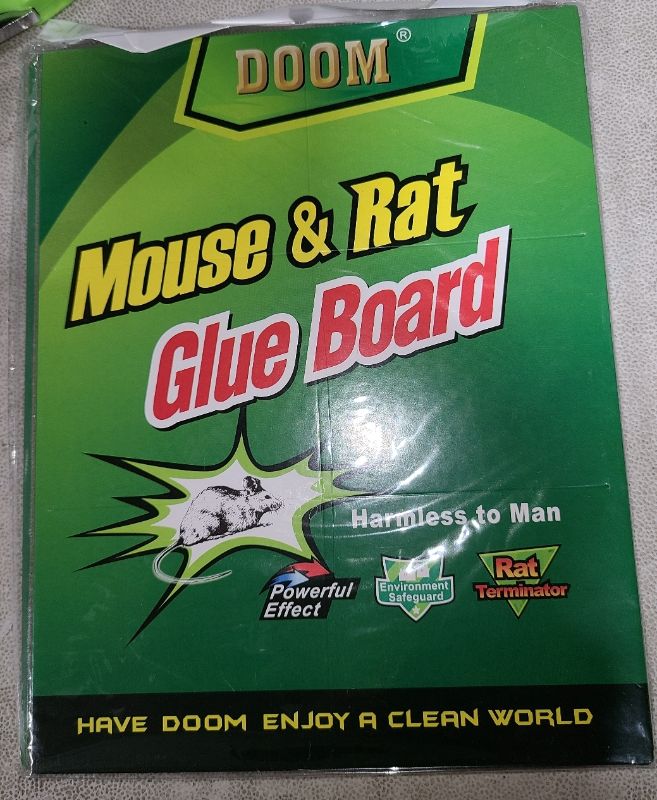 DOOM®
Mouse & Rat
Glue Board
Harmless to Man
Powerful
Effect
Environment
Safeguard
Rat
Terminator
HAVE DOOM ENJOY A CLEAN WORLD